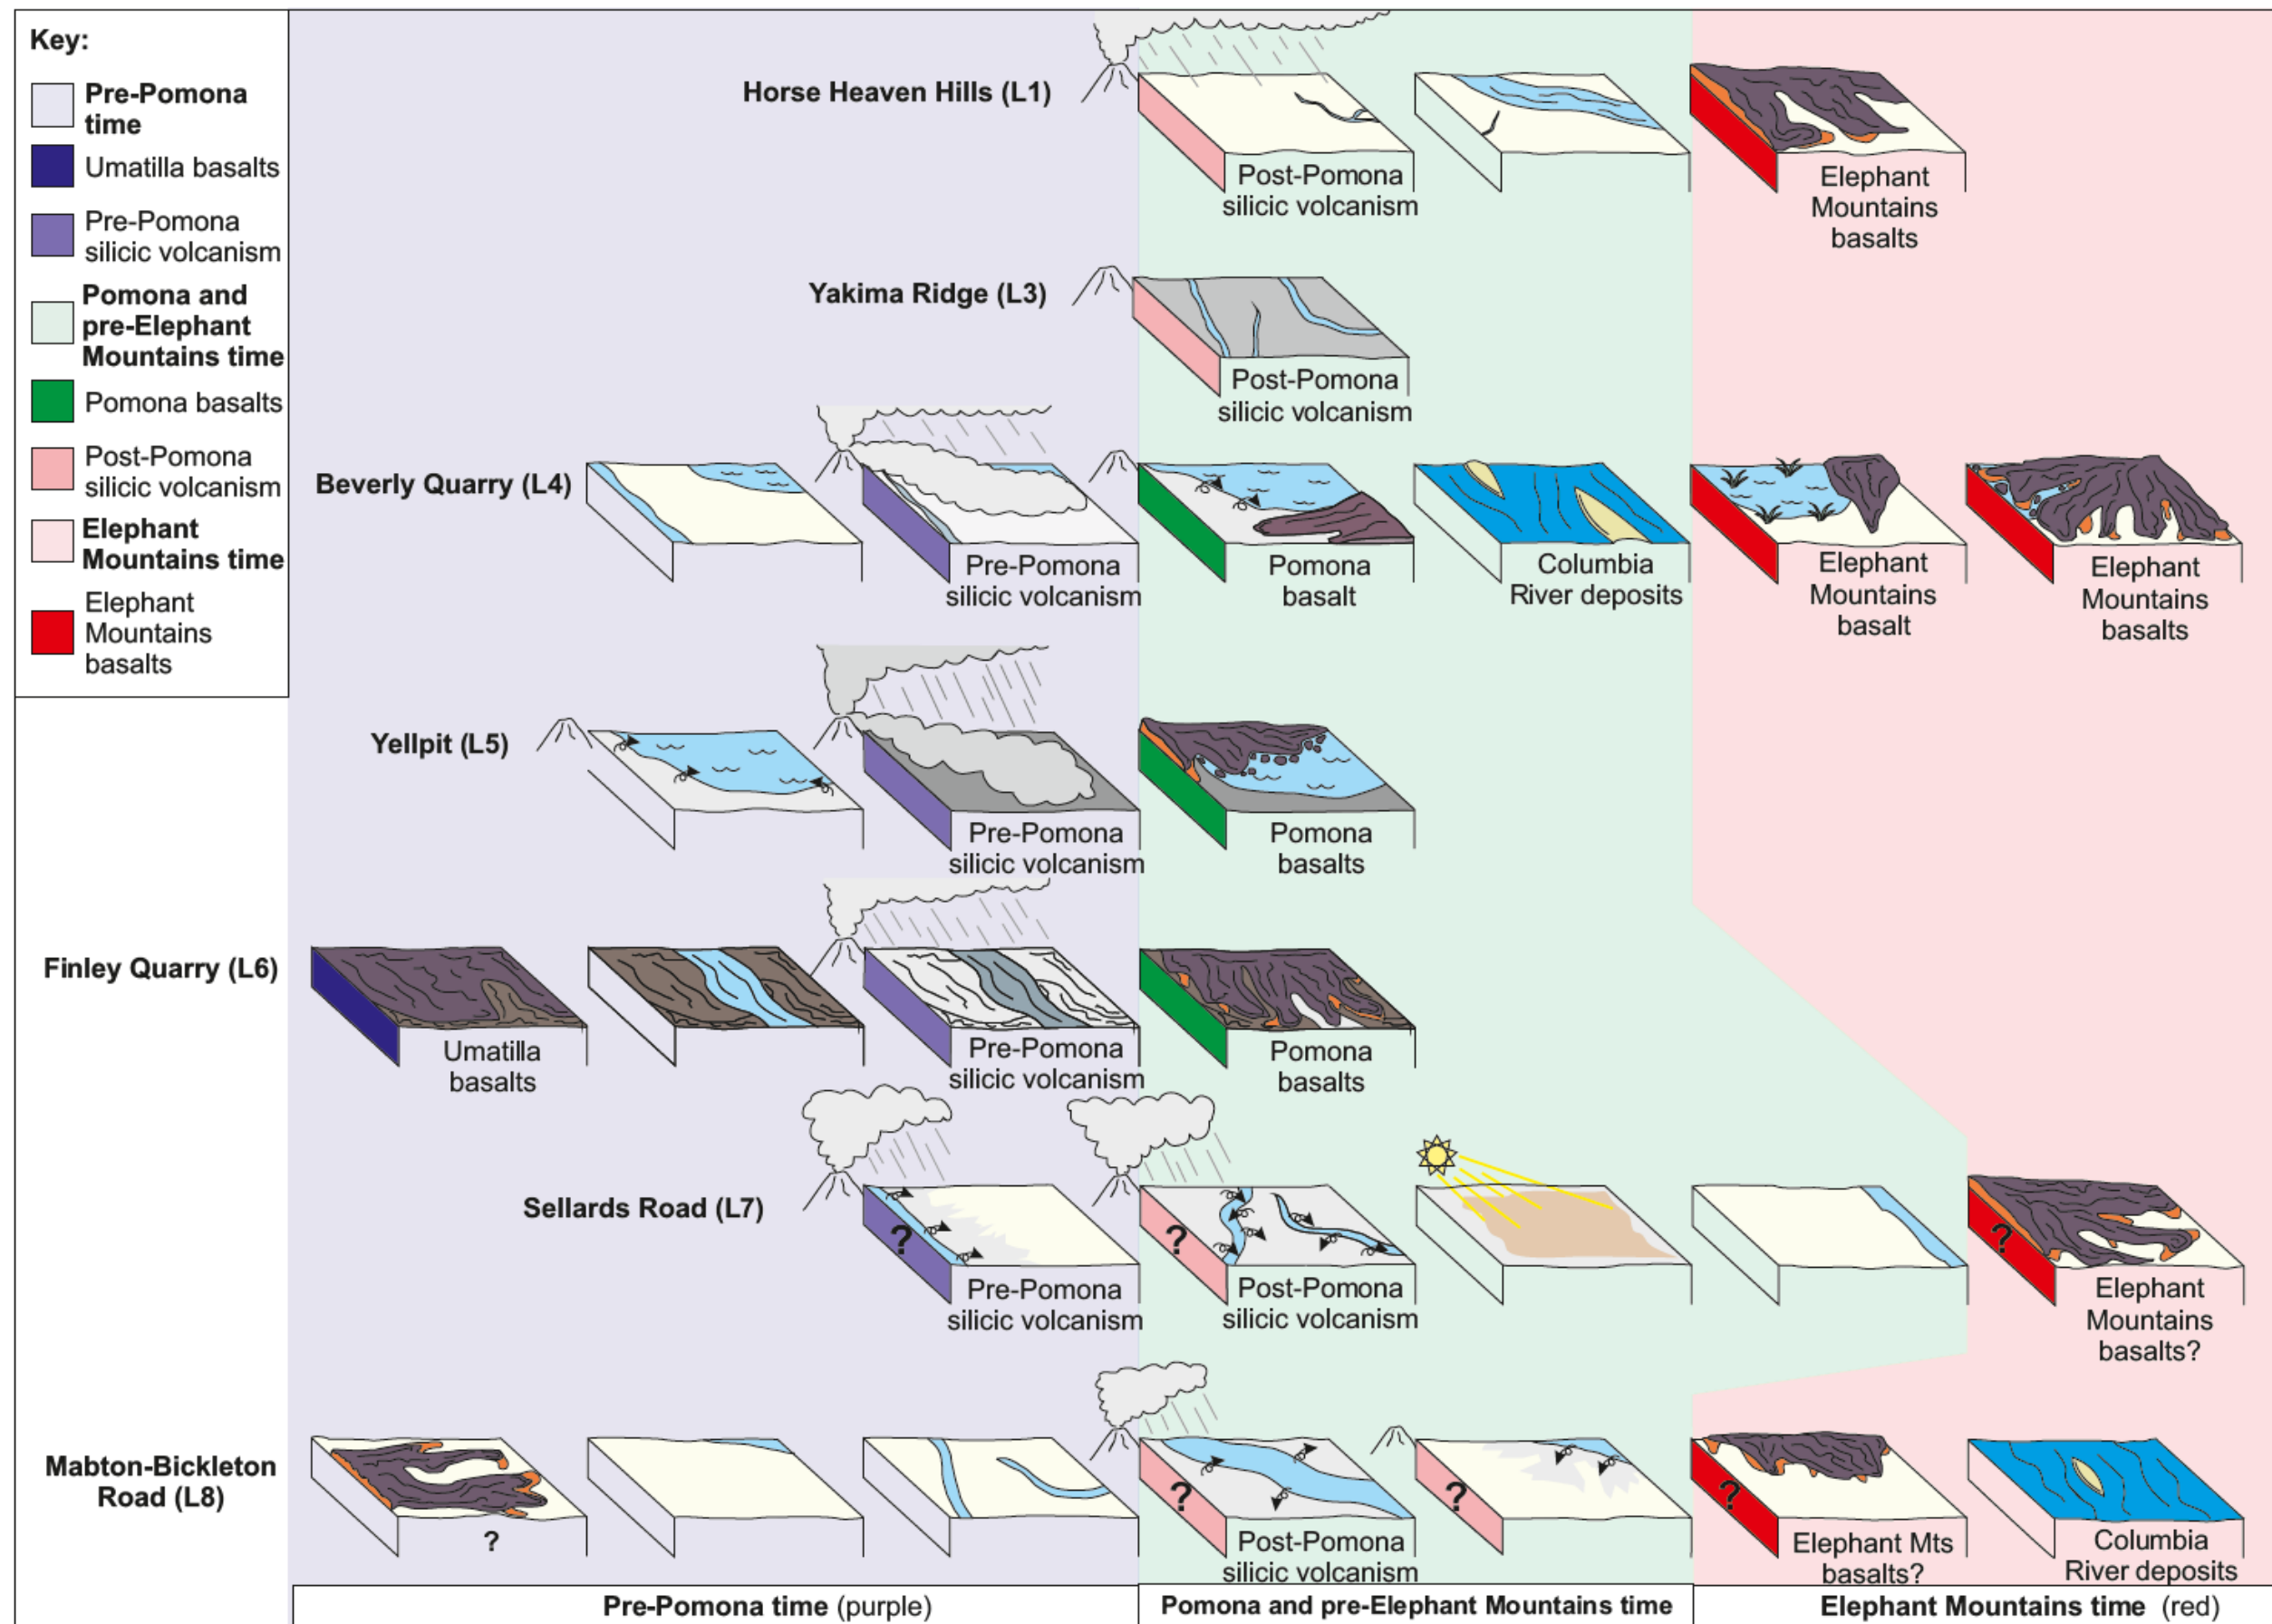 Key:
Pre-Pomona
time
Umatilla basalts
Pre-Pomona
silicic volcanism
Pomona and
pre-Elephant
Mountains time
Pomona basalts
Post-Pomona
silicic volcanism
Elephant
Mountains time
Elephant
Mountains
basalts
Horse Heaven Hills (L1)
Post-Pomona
silicic volcanism
Elephant
Mountains
basalts
Yakima Ridge (L3)
Post-Pomona
silicic volcanism
Beverly Quarry (L4)
Pre-Pomona
silicic volcanism
Pomona
basalt
Columbia
River deposits
Elephant
Mountains
basalt
Elephant
Mountains
basalts
Yellpit (L5)
Pre-Pomona
silicic volcanism
Pomona
basalts
Finley Quarry (L6)
Umatilla
basalts
Pre-Pomona
silicic volcanism
Pomona
basalts
Sellards Road (L7)
?
Pre-Pomona
silicic volcanism
?
Post-Pomona
silicic volcanism
?
Elephant
Mountains
basalts?
Mabton-Bickleton
Road (L8)
?
?
Post-Pomona
silicic volcanism
?
?
Elephant Mts
basalts?
Columbia
River deposits
Pre-Pomona time (purple)
Pomona and pre-Elephant Mountains time
Elephant Mountains time (red)